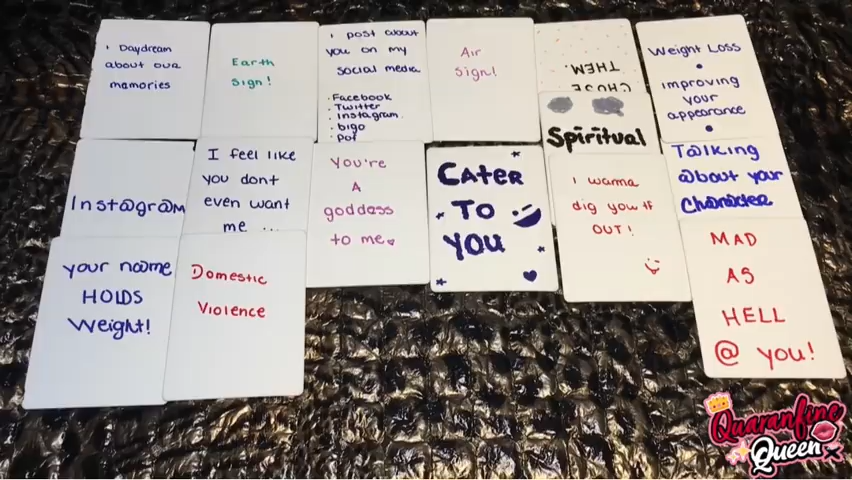 I Daydream
about our
memories
Earth
Sign!
I post about
you on my
social media
• Facebook
• Twitter
• Instagram
• bigo
• pof
Air
Sign!
CHOSE
THEM.
Weight Loss
•
improving
your
appearance
•
Instagram
I feel like
you dont
even want
me ...
You're
A
goddess
to me
CATER
TO
YOU
Spiritual
I wanna
dig you tf
OUT!
Talking
about your
Character
your name
HOLDS
Weight!
Domestic
Violence
MAD
AS
HELL
@ you!
Quarantine
Queen